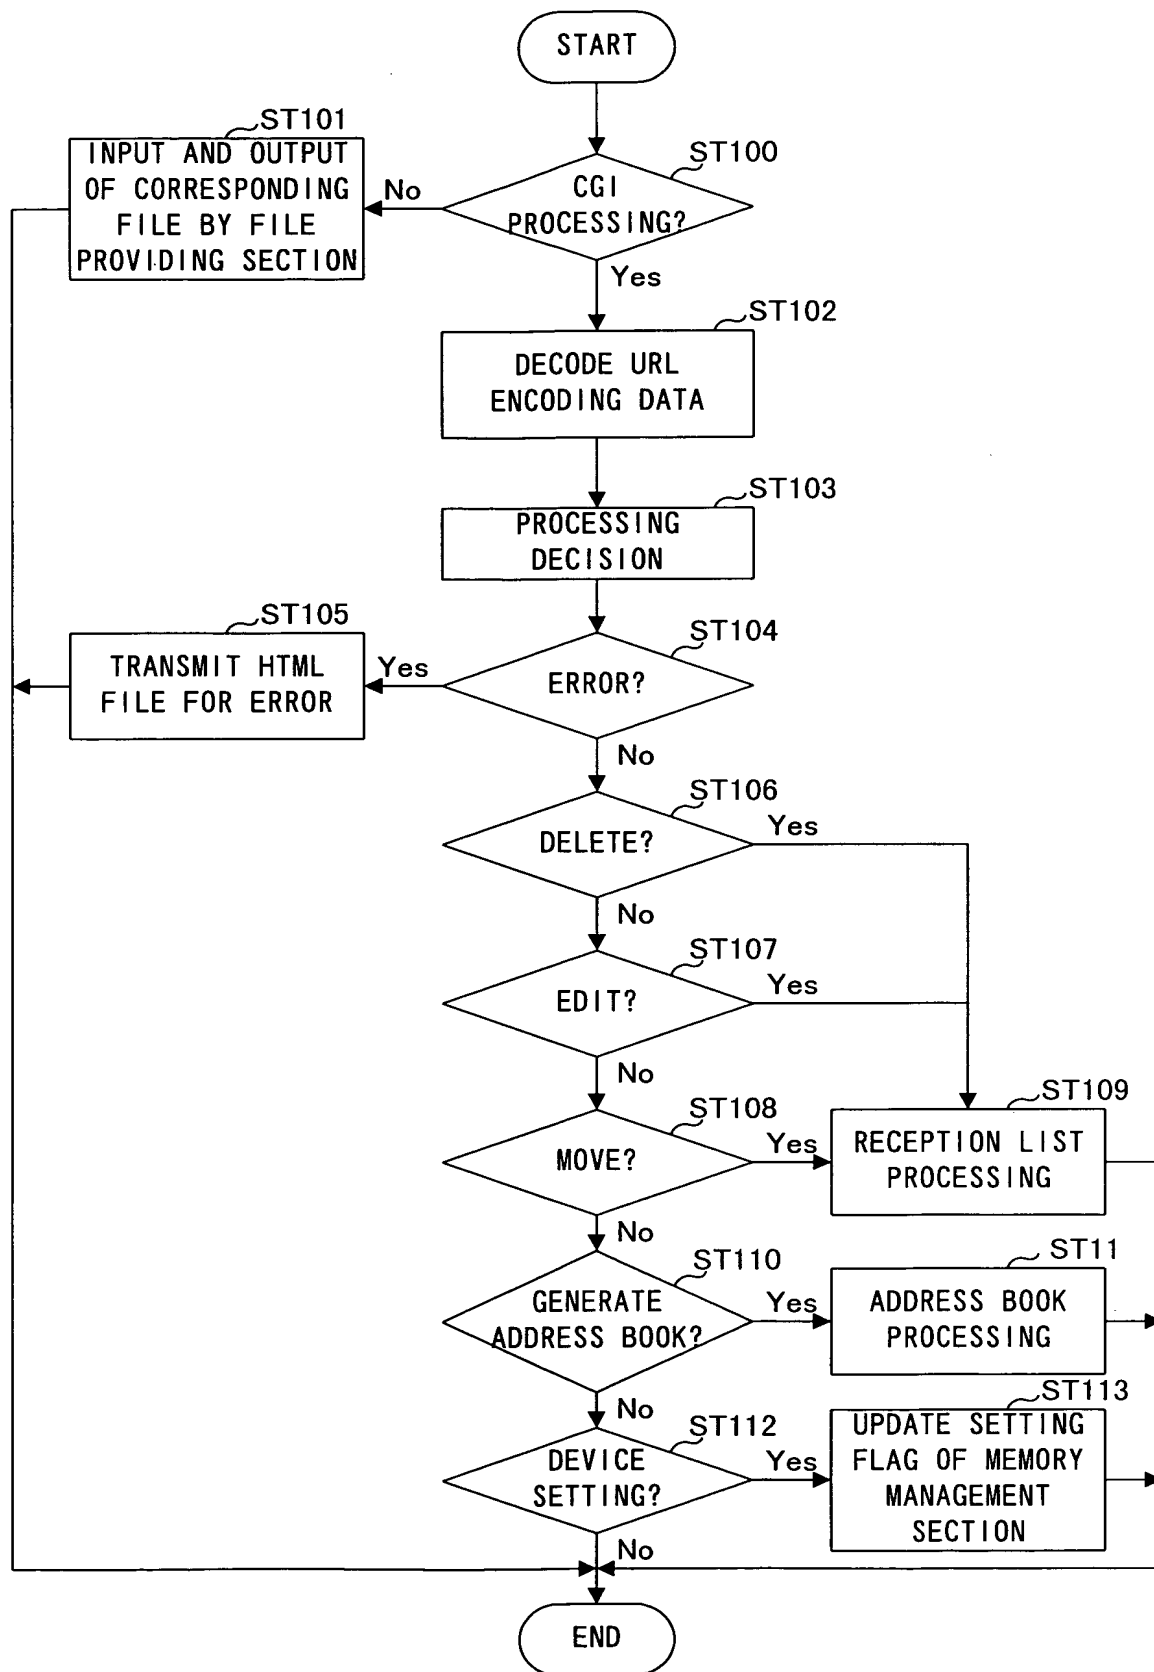 START
ST101
INPUT AND OUTPUT
OF CORRESPONDING
FILE BY FILE
PROVIDING SECTION
ST100
CGI
PROCESSING?
No
Yes
ST102
DECODE URL
ENCODING DATA
ST103
PROCESSING
DECISION
ST105
TRANSMIT HTML
FILE FOR ERROR
Yes
ST104
ERROR?
No
ST106
DELETE?
Yes
No
ST107
EDIT?
Yes
No
ST108
MOVE?
Yes
ST109
RECEPTION LIST
PROCESSING
No
ST110
GENERATE
ADDRESS BOOK?
Yes
ST11
ADDRESS BOOK
PROCESSING
No
ST112
DEVICE
SETTING?
Yes
ST113
UPDATE SETTING
FLAG OF MEMORY
MANAGEMENT
SECTION
No
END